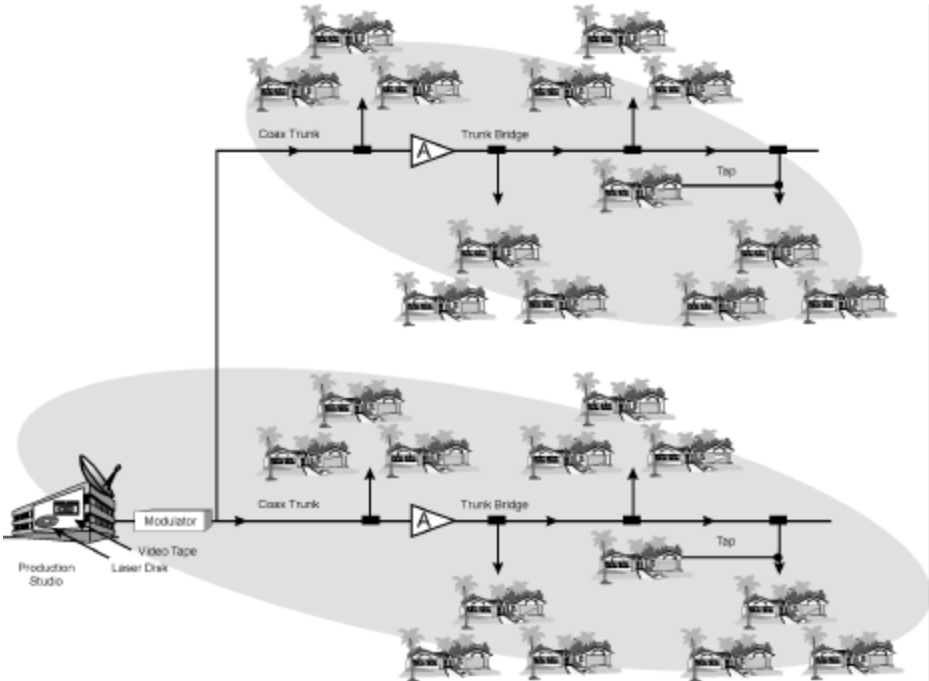 Coax Trunk
A
Trunk Bridge
Tap
Coax Trunk
A
Trunk Bridge
Modulator
Tap
Video Tape
Production
Studio
Laser Disk